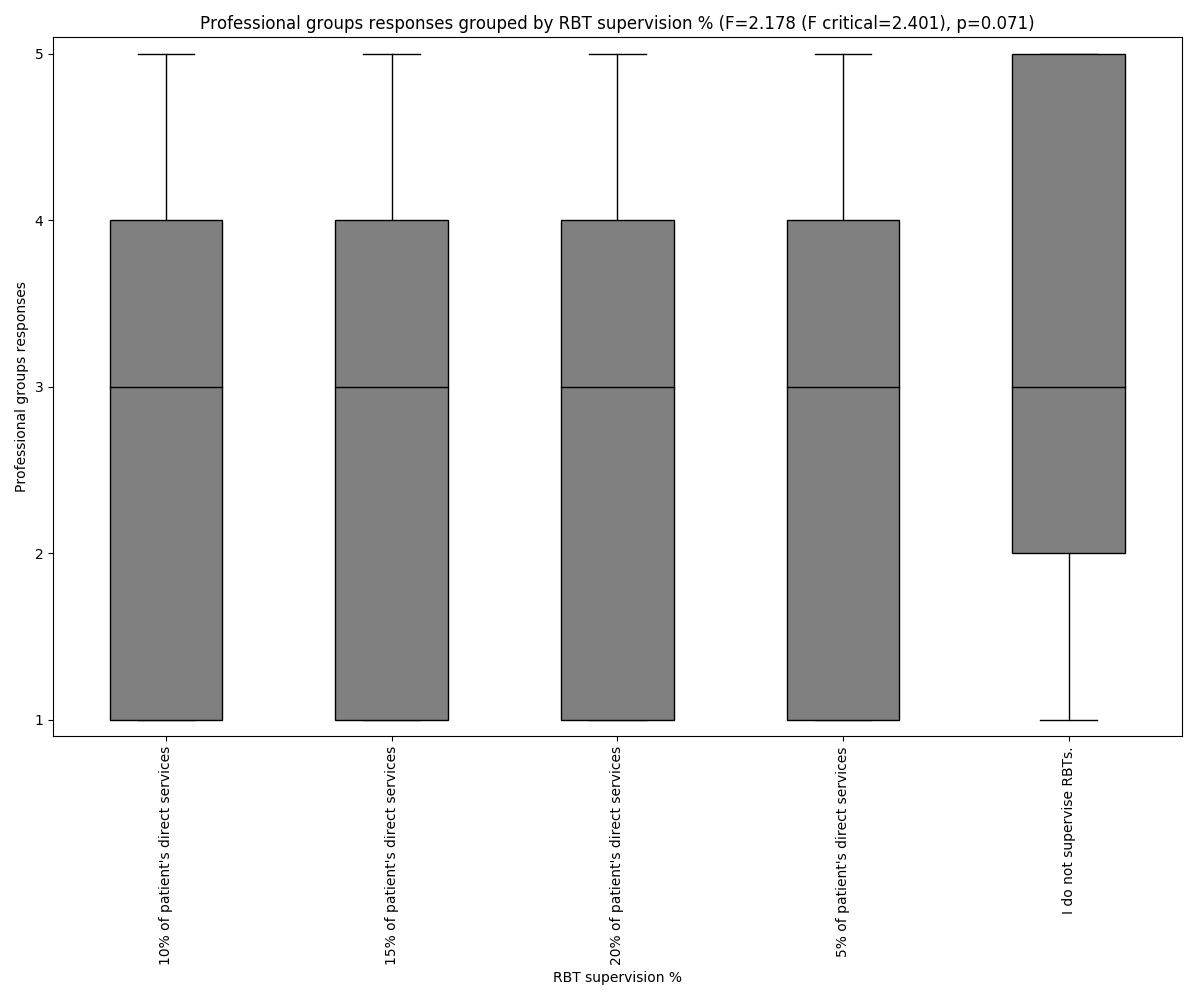 Professional groups responses grouped by RBT supervision % (F=2.178 (F critical=2.401), p=0.071)
Professional groups responses
5
4
3
2
1
10% of patient's direct services
15% of patient's direct services
20% of patient's direct services
5% of patient's direct services
I do not supervise RBTs.
RBT supervision %